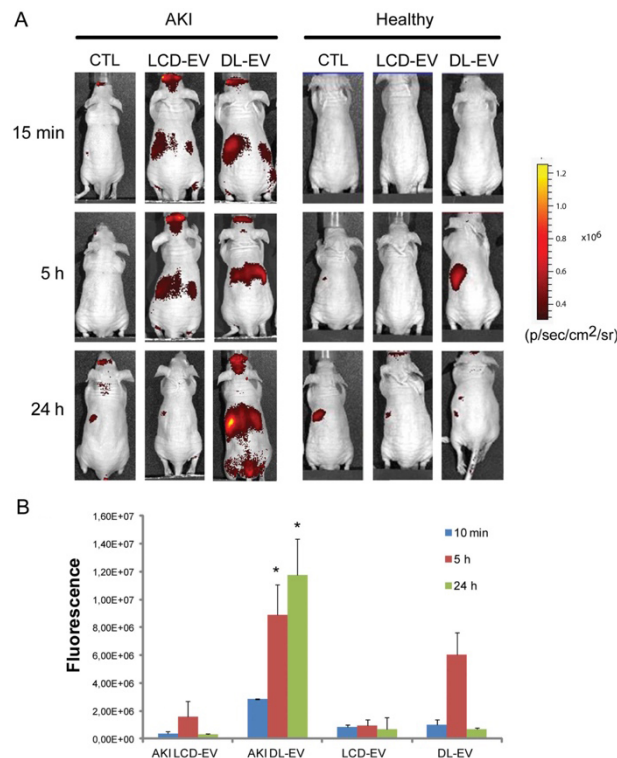 A
AKI Healthy
CTL LCD-EV DL-EV CTL LCD-EV DL-EV
15 min
5 h
24 h
1.2
1.0
0.8
0.6
0.4
x10⁶
(p/sec/cm²/sr)
B
Fluorescence
1,60E+07
1,40E+07
1,20E+07
1,00E+07
8,00E+06
6,00E+06
4,00E+06
2,00E+06
0,00E+00
* *
10 min
5 h
24 h
AKI LCD-EV AKI DL-EV LCD-EV DL-EV